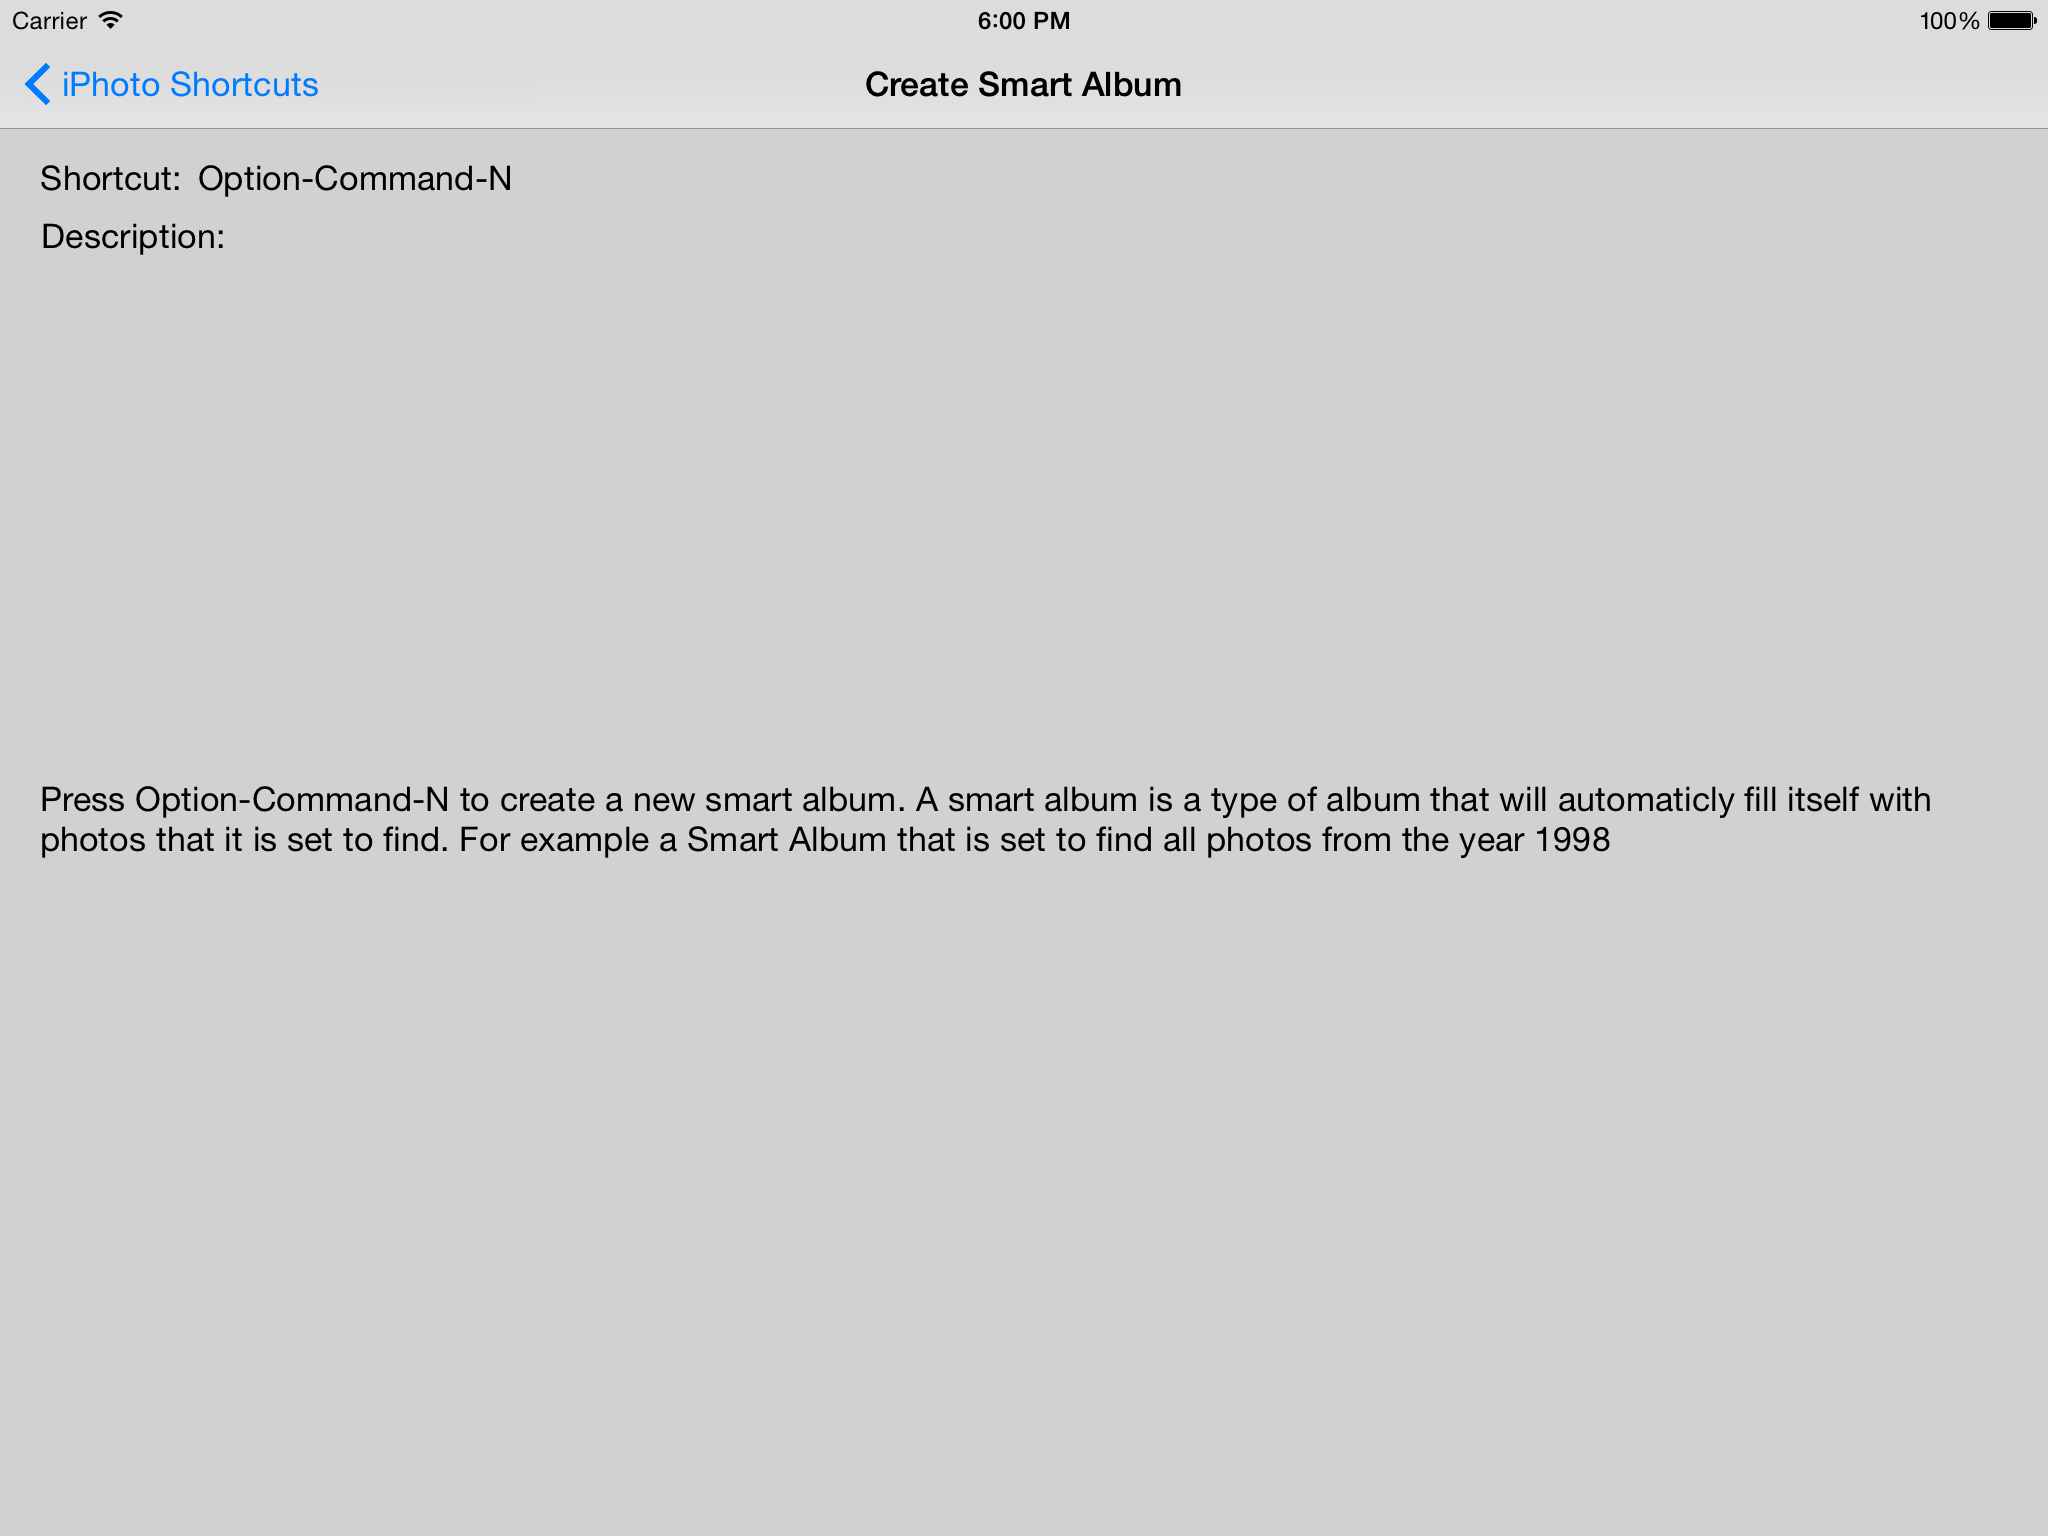 Carrier 6:00 PM 100%
iPhoto Shortcuts Create Smart Album
Shortcut: Option-Command-N
Description:
Press Option-Command-N to create a new smart album. A smart album is a type of album that will automaticly fill itself with
photos that it is set to find. For example a Smart Album that is set to find all photos from the year 1998